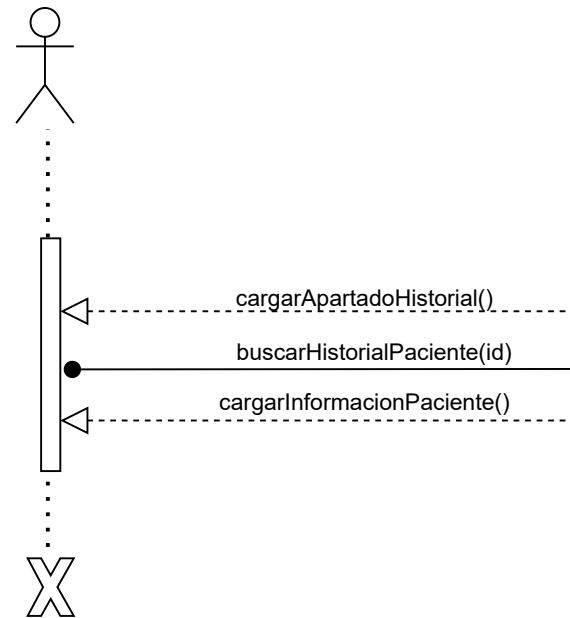 cargarApartadoHistorial()
buscarHistorialPaciente(id)
cargarInformacionPaciente()